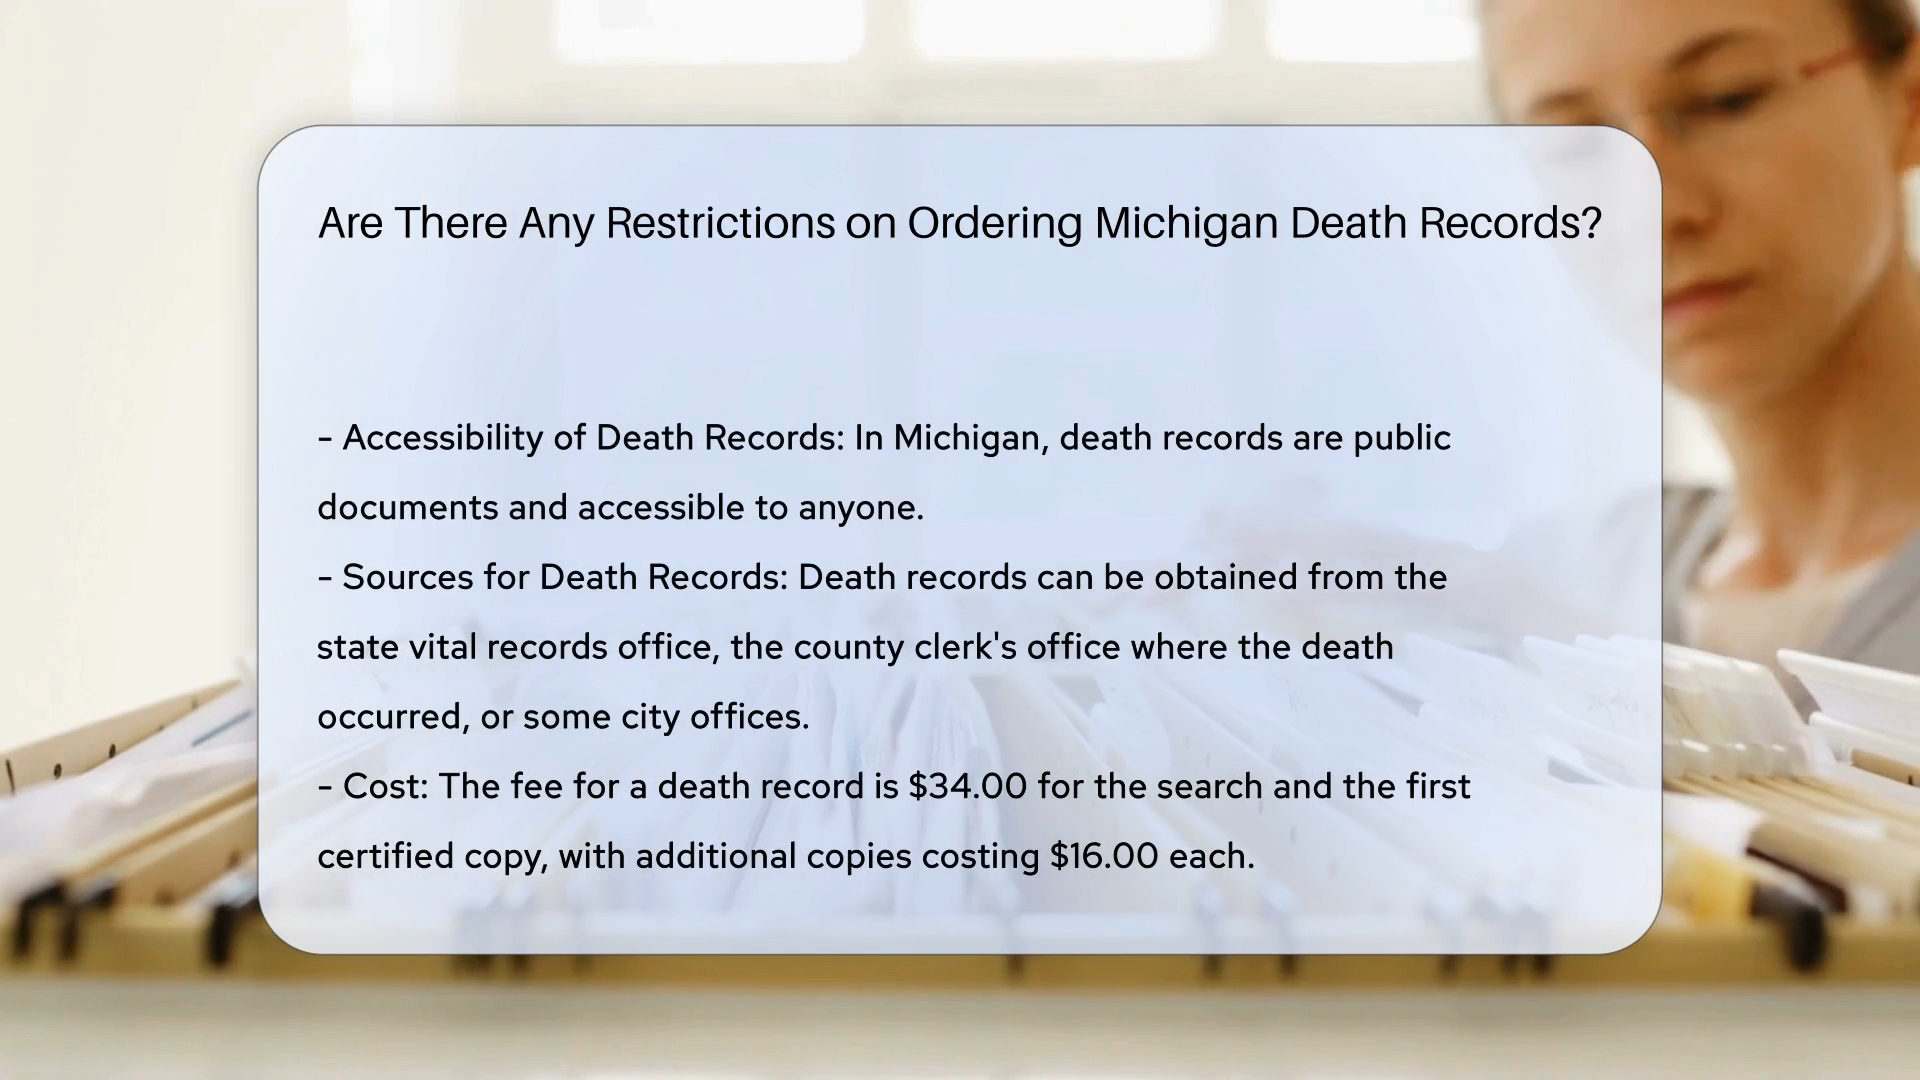 Are There Any Restrictions on Ordering Michigan Death Records?
- Accessibility of Death Records: In Michigan, death records are public
documents and accessible to anyone.
- Sources for Death Records: Death records can be obtained from the
state vital records office, the county clerk's office where the death
occurred, or some city offices.
- Cost: The fee for a death record is $34.00 for the search and the first
certified copy, with additional copies costing $16.00 each.